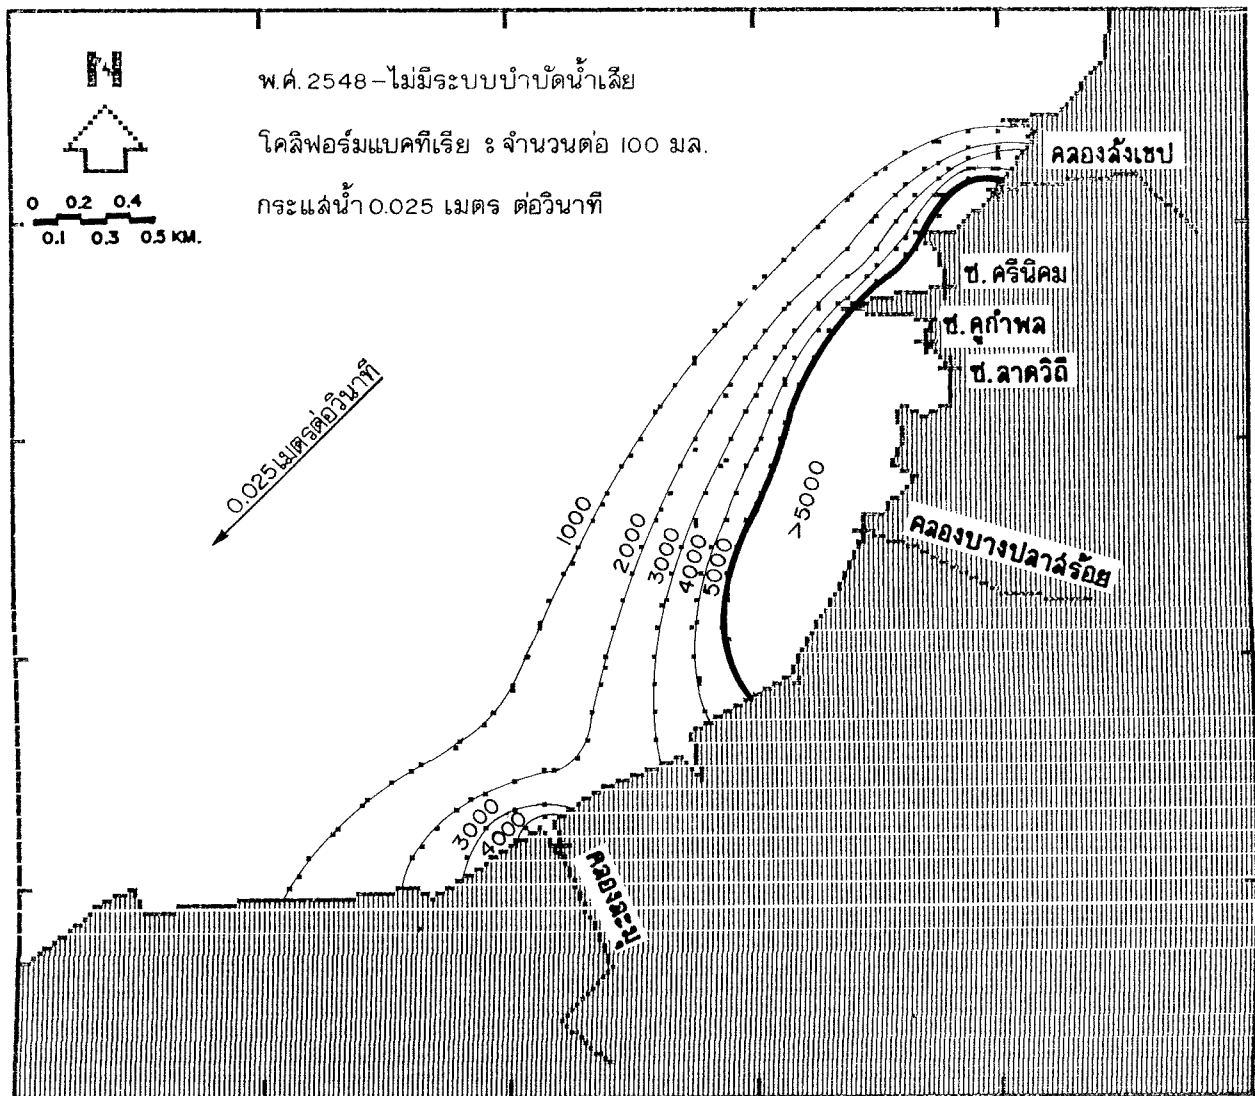 N
พ.ศ. 2548-ไม่มีระบบบำบัดน้ำเสีย
โคลิฟอร์มแบคทีเรีย : จำนวนต่อ 100 มล.
กระแสน้ำ 0.025 เมตร ต่อวินาที
0 0.2 0.4
0.1 0.3 0.5 KM.
คลองสังเขป
ซ. ศรีนิคม
ซ. คูกำพล
ซ. ลาดวิถี
0.025 เมตรต่อวินาที
คลองบางปลาสร้อย
1000
2000
3000
4000
5000
>5000
3000
4000